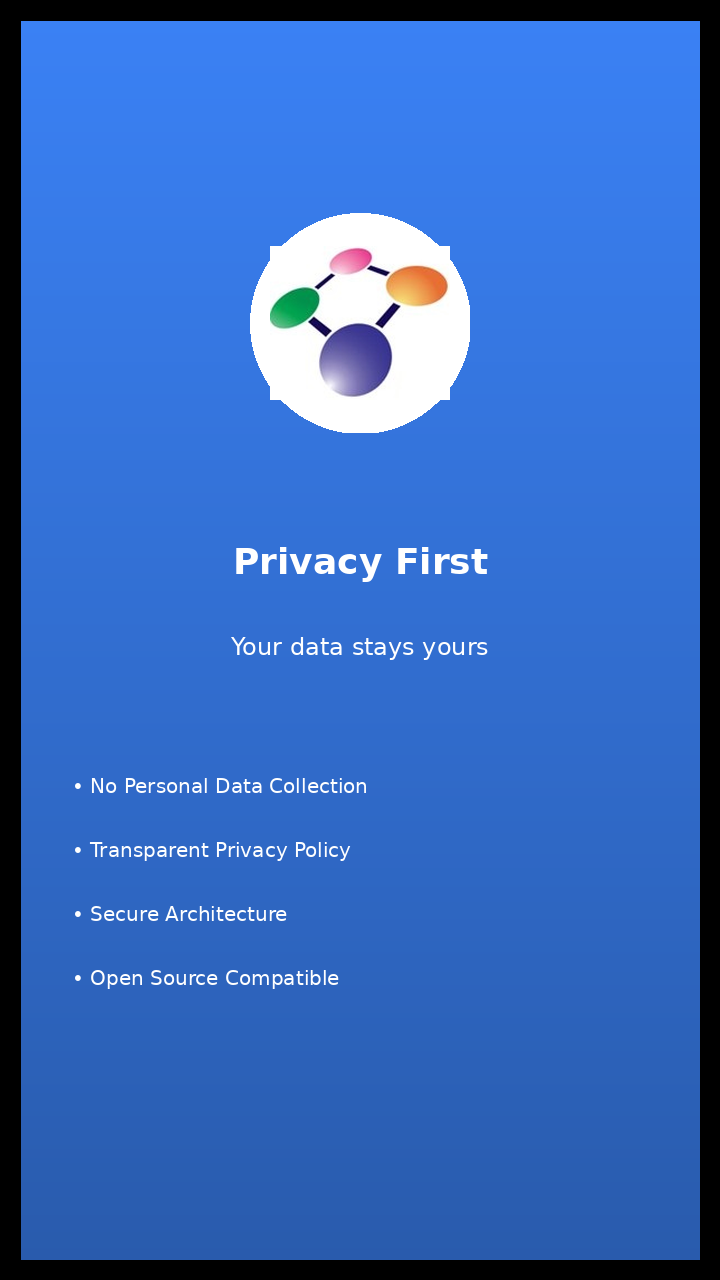 Privacy First
Your data stays yours
• No Personal Data Collection
• Transparent Privacy Policy
• Secure Architecture
• Open Source Compatible